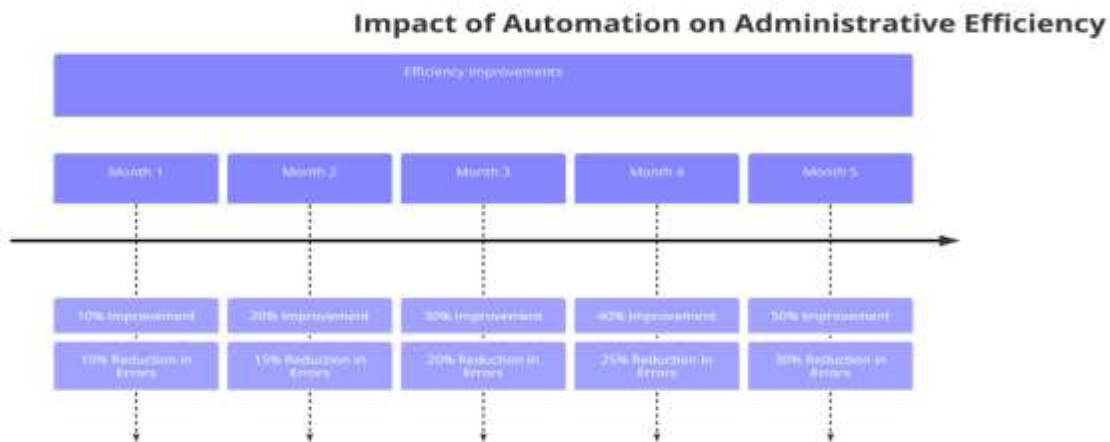 Impact of Automation on Administrative Efficiency
Efficiency Improvements
Month 1
Month 2
Month 3
Month 4
Month 5
10% Improvement
20% Improvement
30% Improvement
40% Improvement
50% Improvement
10% Reduction in
Errors
15% Reduction in
Errors
20% Reduction in
Errors
25% Reduction in
Errors
30% Reduction in
Errors